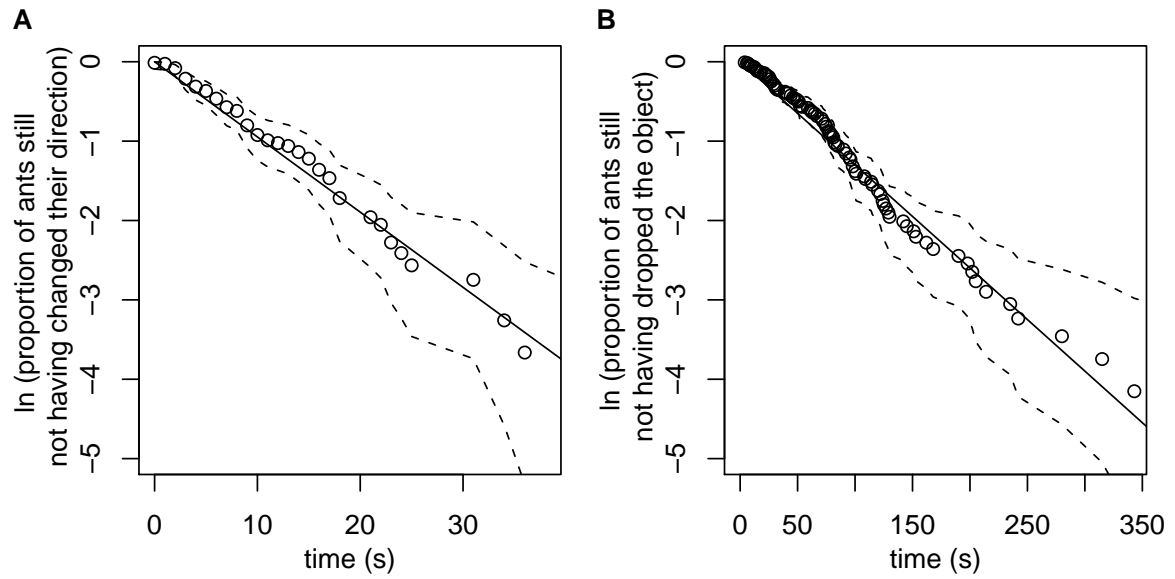 A
ln (proportion of ants still
not having changed their direction)
0
−1
−2
−3
−4
−5
0 10 20 30
time (s)
B
ln (proportion of ants still
not having dropped the object)
0
−1
−2
−3
−4
−5
0 50 150 250 350
time (s)